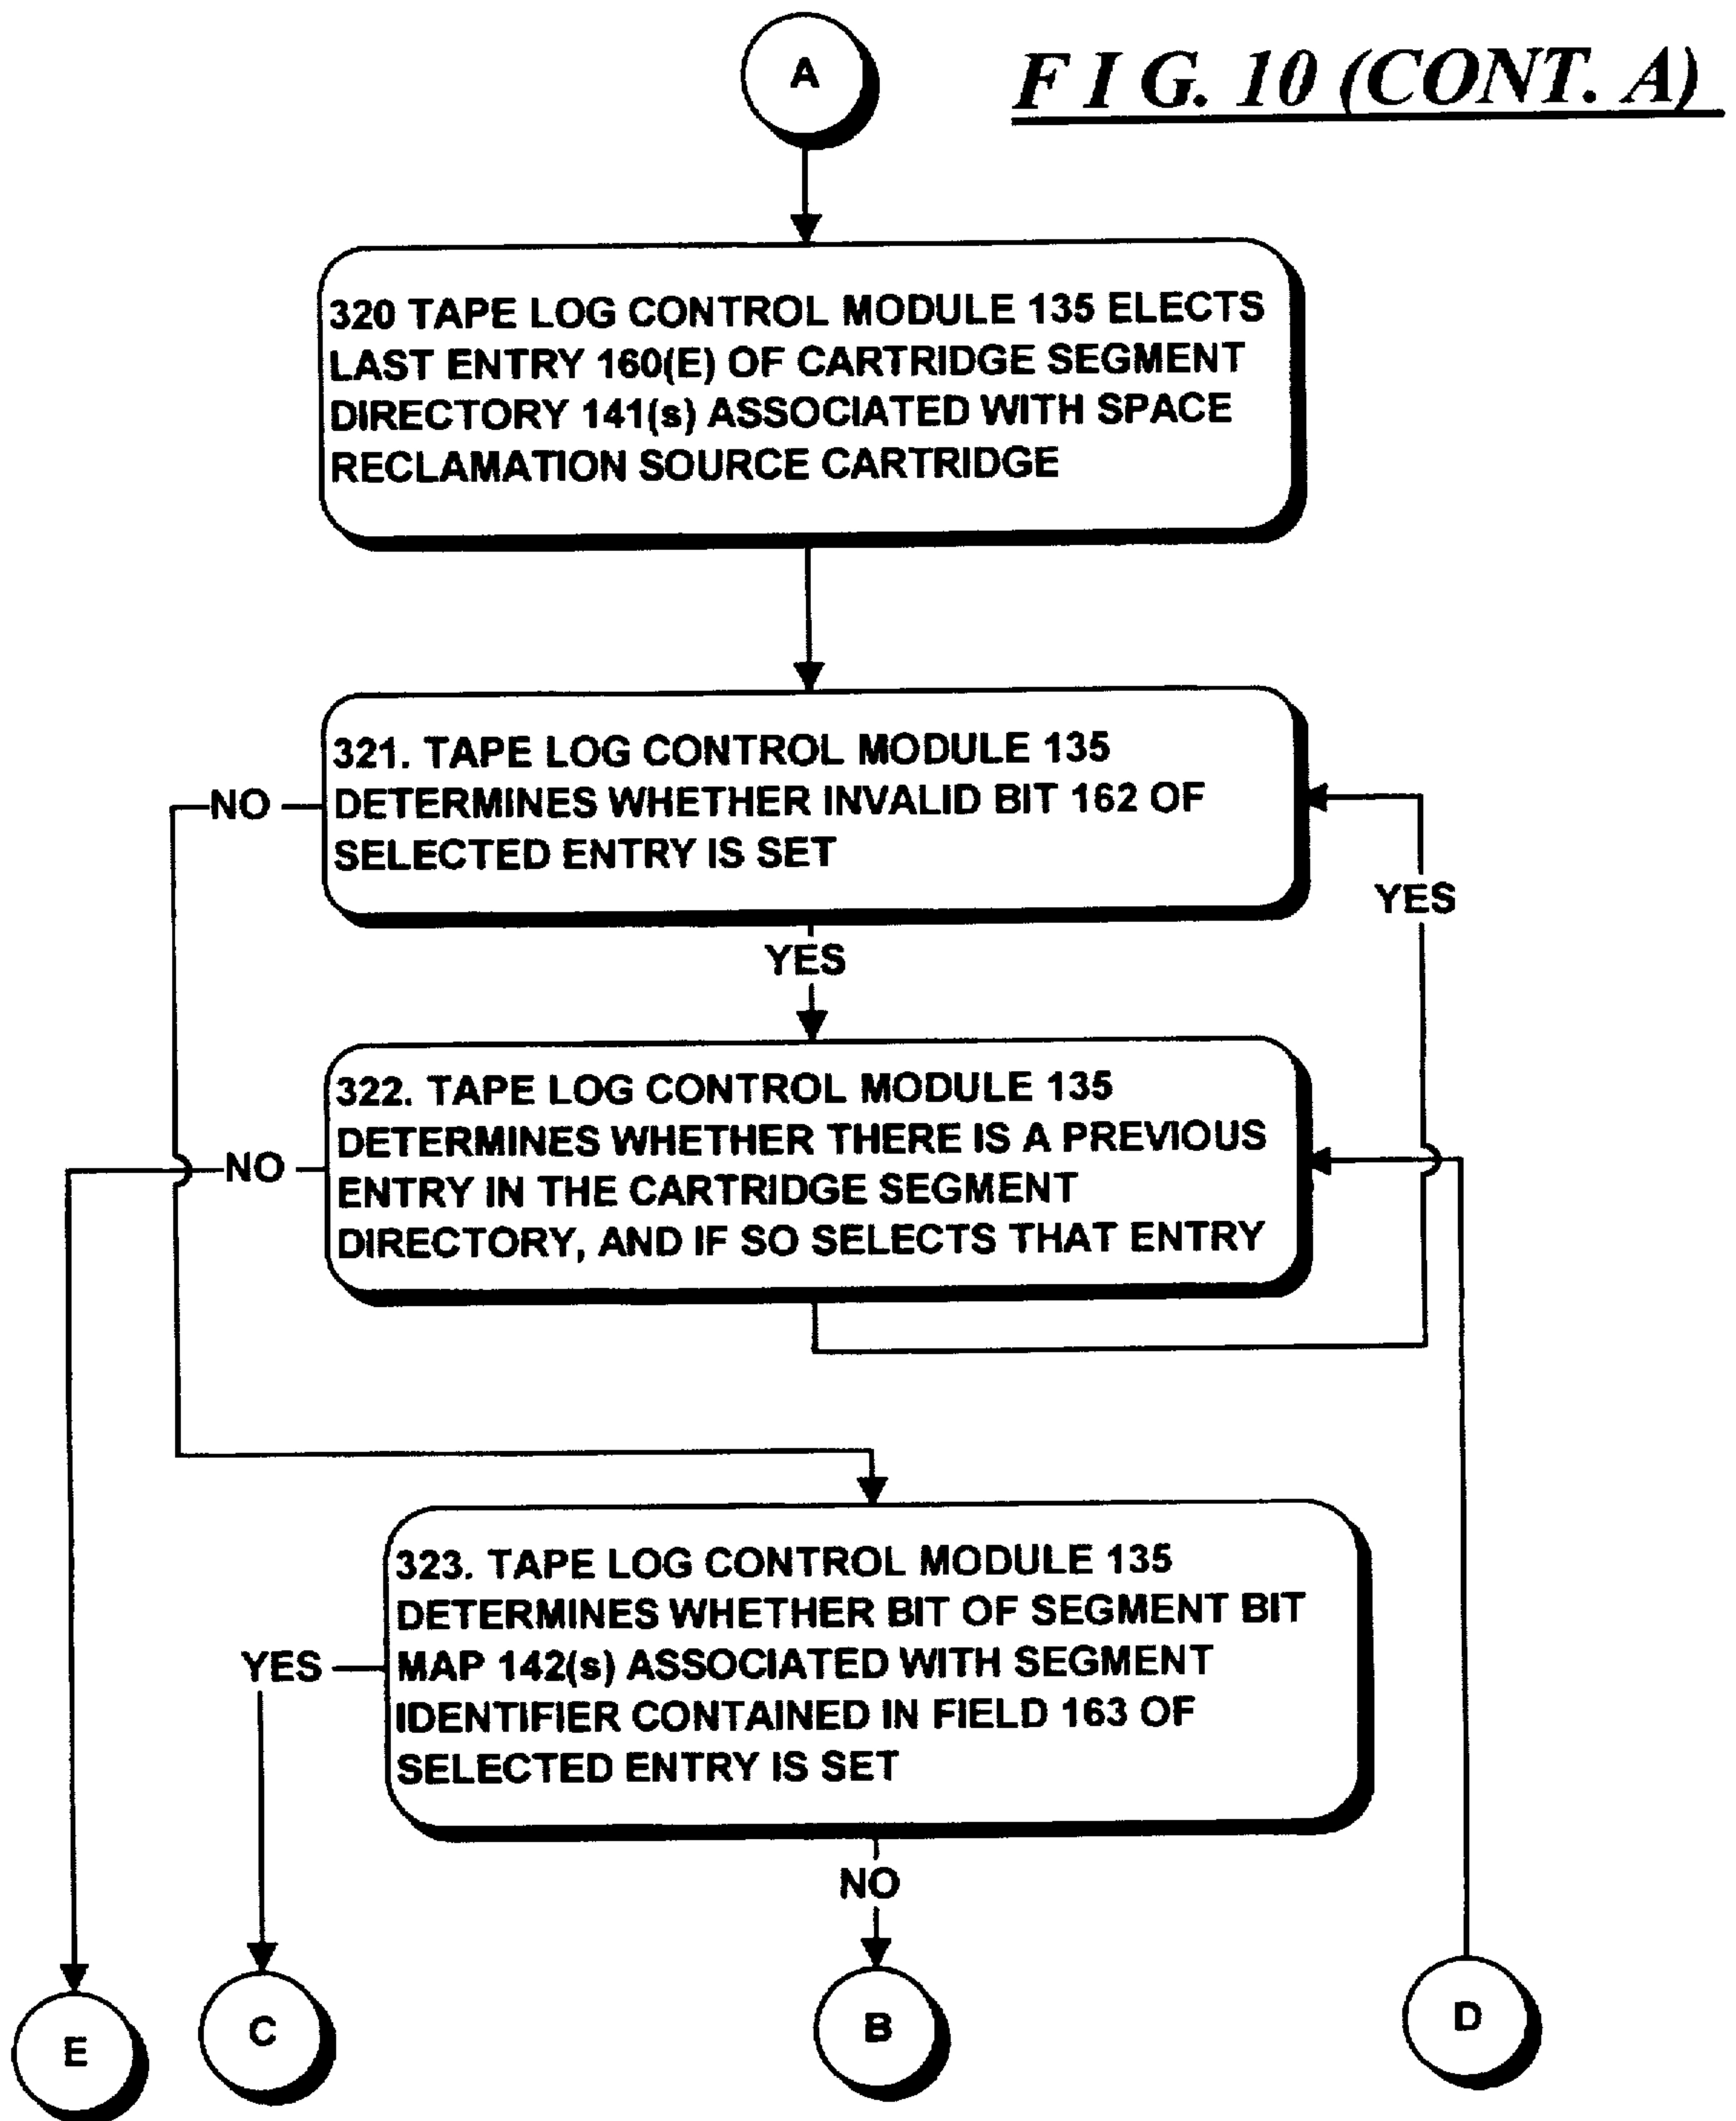 A
F I G. 10 (CONT. A)
320 TAPE LOG CONTROL MODULE 135 ELECTS
LAST ENTRY 160(E) OF CARTRIDGE SEGMENT
DIRECTORY 141(s) ASSOCIATED WITH SPACE
RECLAMATION SOURCE CARTRIDGE
321. TAPE LOG CONTROL MODULE 135
DETERMINES WHETHER INVALID BIT 162 OF
SELECTED ENTRY IS SET
NO
YES
YES
322. TAPE LOG CONTROL MODULE 135
DETERMINES WHETHER THERE IS A PREVIOUS
ENTRY IN THE CARTRIDGE SEGMENT
DIRECTORY, AND IF SO SELECTS THAT ENTRY
NO
323. TAPE LOG CONTROL MODULE 135
DETERMINES WHETHER BIT OF SEGMENT BIT
MAP 142(s) ASSOCIATED WITH SEGMENT
IDENTIFIER CONTAINED IN FIELD 163 OF
SELECTED ENTRY IS SET
YES
NO
E
C
B
D